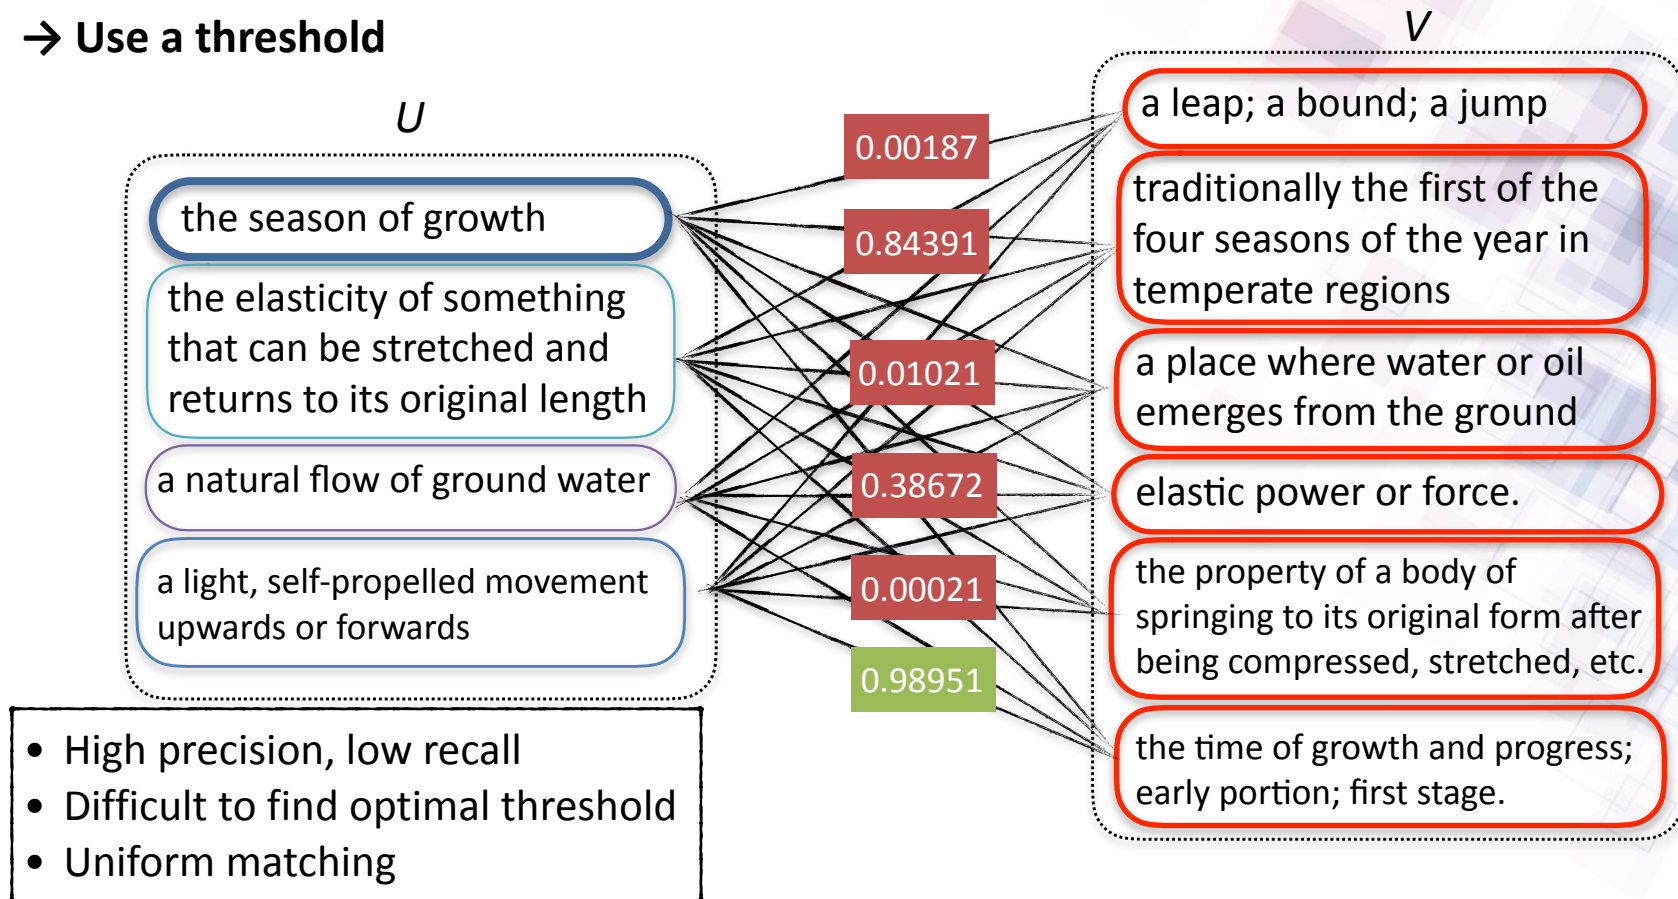 → Use a threshold
U
the season of growth
the elasticity of something
that can be stretched and
returns to its original length
a natural flow of ground water
a light, self-propelled movement
upwards or forwards
0.00187
0.84391
0.01021
0.38672
0.00021
0.98951
V
a leap; a bound; a jump
traditionally the first of the
four seasons of the year in
temperate regions
a place where water or oil
emerges from the ground
elastic power or force.
the property of a body of
springing to its original form after
being compressed, stretched, etc.
the time of growth and progress;
early portion; first stage.
• High precision, low recall
• Difficult to find optimal threshold
• Uniform matching